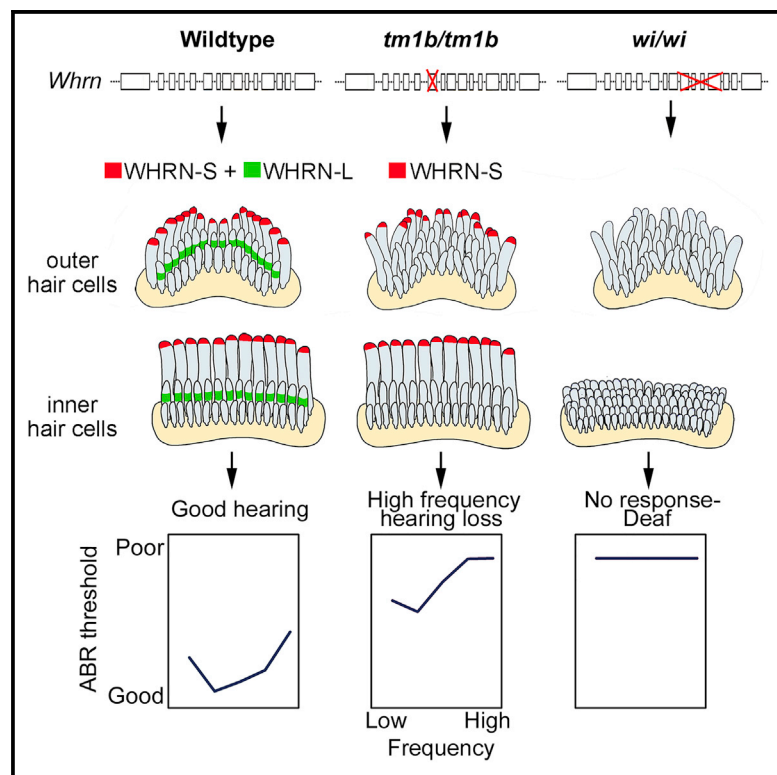 Wildtype
tm1b/tm1b
wi/wi
Whrn
WHRN-S + WHRN-L
WHRN-S
outer
hair cells
inner
hair cells
Good hearing
High frequency
hearing loss
No response-
Deaf
ABR threshold
Poor
Good
Low
High
Frequency